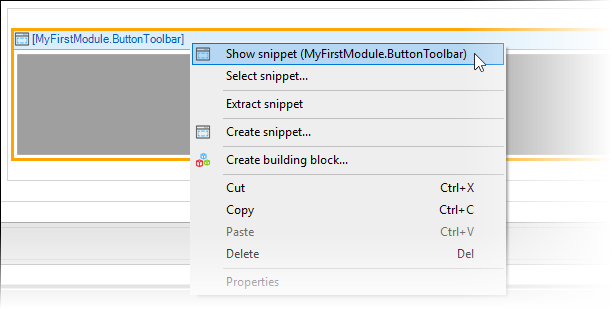 [MyFirstModule.ButtonToolbar]
Show snippet (MyFirstModule.ButtonToolbar)
Select snippet...
Extract snippet
Create snippet...
Create building block...
Cut Ctrl+X
Copy Ctrl+C
Paste Ctrl+V
Delete Del
Properties